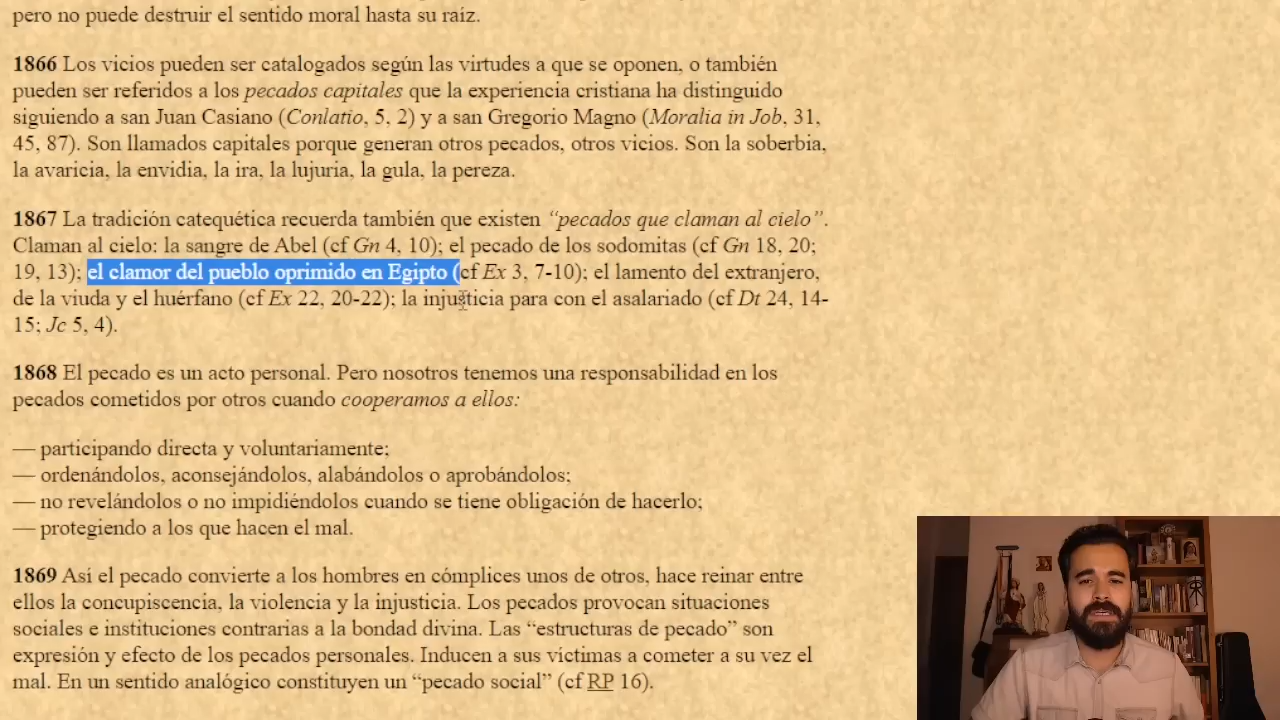 pero no puede destruir el sentido moral hasta su raíz.
1866 Los vicios pueden ser catalogados según las virtudes a que se oponen, o también
pueden ser referidos a los pecados capitales que la experiencia cristiana ha distinguido
siguiendo a san Juan Casiano (Conlatio, 5, 2) y a san Gregorio Magno (Moralia in Job, 31,
45, 87). Son llamados capitales porque generan otros pecados, otros vicios. Son la soberbia,
la avaricia, la envidia, la ira, la lujuria, la gula, la pereza.
1867 La tradición catequética recuerda también que existen “pecados que claman al cielo”.
Claman al cielo: la sangre de Abel (cf Gn 4, 10); el pecado de los sodomitas (cf Gn 18, 20;
19, 13); el clamor del pueblo oprimido en Egipto (cf Ex 3, 7-10); el lamento del extranjero,
de la viuda y el huérfano (cf Ex 22, 20-22); la injusticia para con el asalariado (cf Dt 24, 14-
15; Jc 5, 4).
1868 El pecado es un acto personal. Pero nosotros tenemos una responsabilidad en los
pecados cometidos por otros cuando cooperamos a ellos:
— participando directa y voluntariamente;
— ordenándolos, aconsejándolos, alabándolos o aprobándolos;
— no revelándolos o no impidiéndolos cuando se tiene obligación de hacerlo;
— protegiendo a los que hacen el mal.
1869 Así el pecado convierte a los hombres en cómplices unos de otros, hace reinar entre
ellos la concupiscencia, la violencia y la injusticia. Los pecados provocan situaciones
sociales e instituciones contrarias a la bondad divina. Las “estructuras de pecado” son
expresión y efecto de los pecados personales. Inducen a sus víctimas a cometer a su vez el
mal. En un sentido analógico constituyen un “pecado social” (cf RP 16).